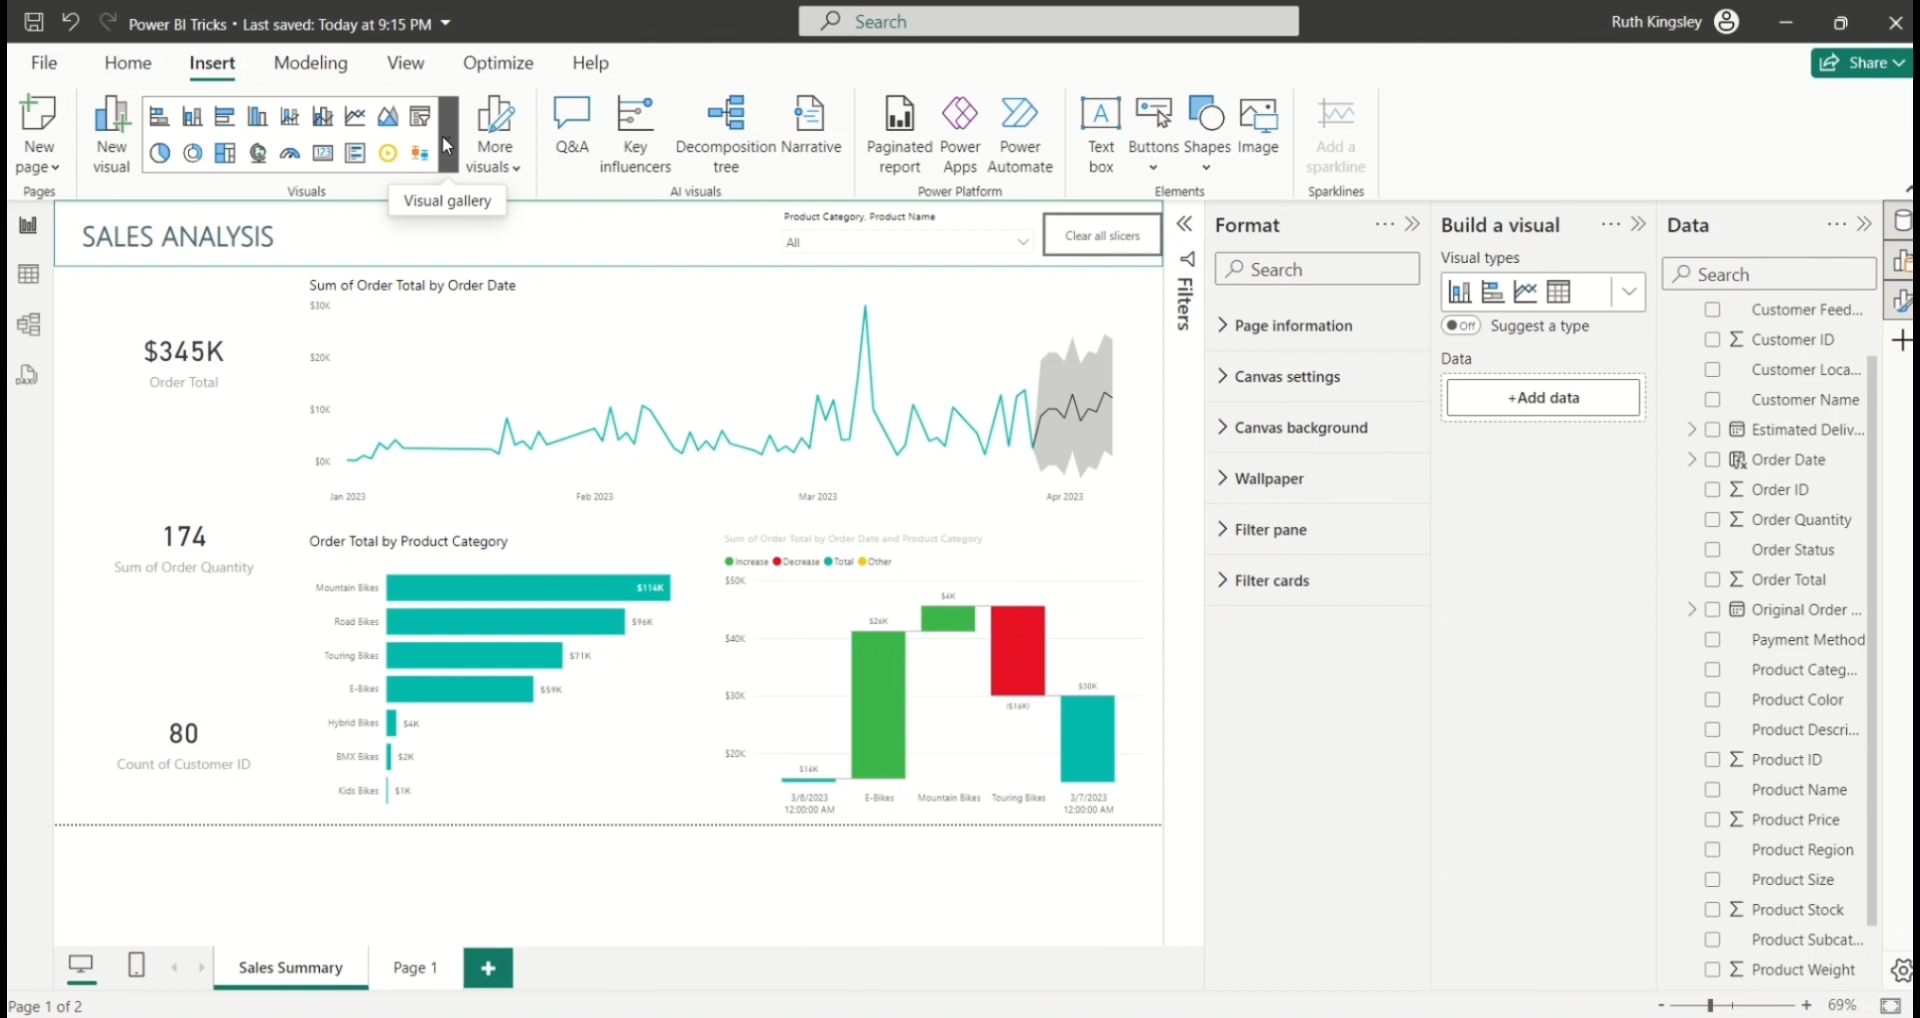 Power BI Tricks • Last saved: Today at 9:15 PM
Search
Ruth Kingsley
File Home Insert Modeling View Optimize Help
Share
New page
New visual
More visuals
Q&A
Key influencers
Decomposition tree
Narrative
Paginated report
Power Apps
Power Automate
Text box
Buttons
Shapes
Image
Add a sparkline
Pages
Visuals
AI visuals
Power Platform
Elements
Sparklines
Visual gallery
SALES ANALYSIS
Product Category, Product Name
All
Clear all slicers
$345K
Order Total
174
Sum of Order Quantity
80
Count of Customer ID
Sum of Order Total by Order Date
$30K
$20K
$10K
$0K
Jan 2023 Feb 2023 Mar 2023 Apr 2023
Order Total by Product Category
Mountain Bikes $114K
Road Bikes $96K
Touring Bikes $71K
E-Bikes $59K
Hybrid Bikes $4K
BMX Bikes $2K
Kids Bikes $1K
Sum of Order Total by Order Date and Product Category
Increase Decrease Total Other
$50K
$40K
$30K
$20K
$16K
$26K
$4K
($16K)
$30K
3/6/2023 12:00:00 AM
E-Bikes
Mountain Bikes
Touring Bikes
3/7/2023 12:00:00 AM
Filters
Format
Search
Page information
Canvas settings
Canvas background
Wallpaper
Filter pane
Filter cards
Build a visual
Visual types
Off Suggest a type
Data
+Add data
Data
Search
Customer Feed...
Customer ID
Customer Loca...
Customer Name
Estimated Deliv...
Order Date
Order ID
Order Quantity
Order Status
Order Total
Original Order ...
Payment Method
Product Categ...
Product Color
Product Descri...
Product ID
Product Name
Product Price
Product Region
Product Size
Product Stock
Product Subcat...
Product Weight
Sales Summary
Page 1
Page 1 of 2
69%
DAX
123